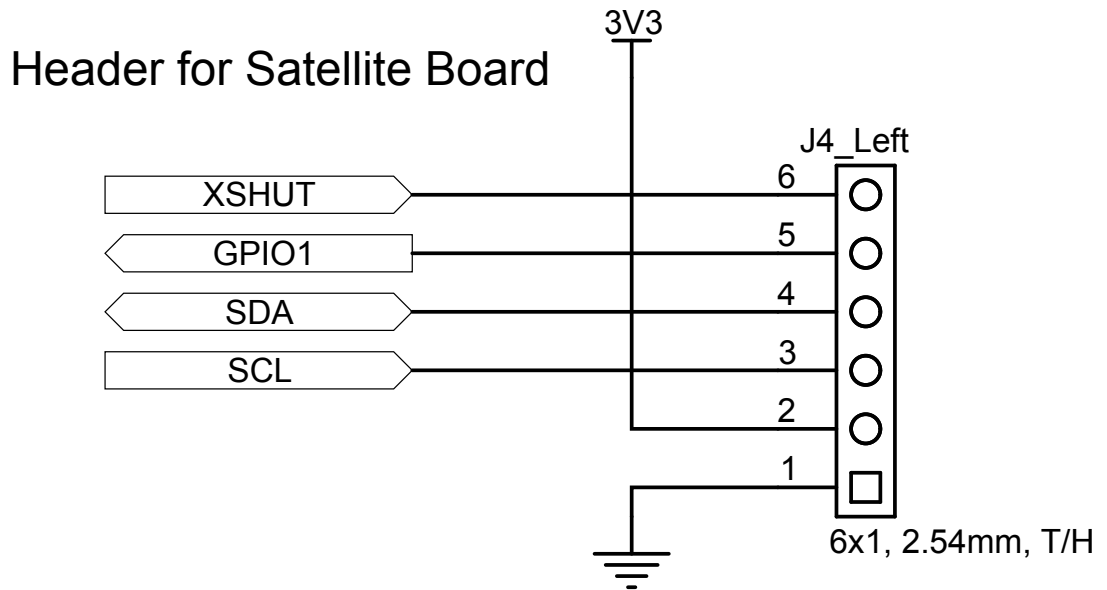 3V3
Header for Satellite Board
J4_Left
XSHUT
6
GPIO1
5
SDA
4
SCL
3
2
1
6x1, 2.54mm, T/H